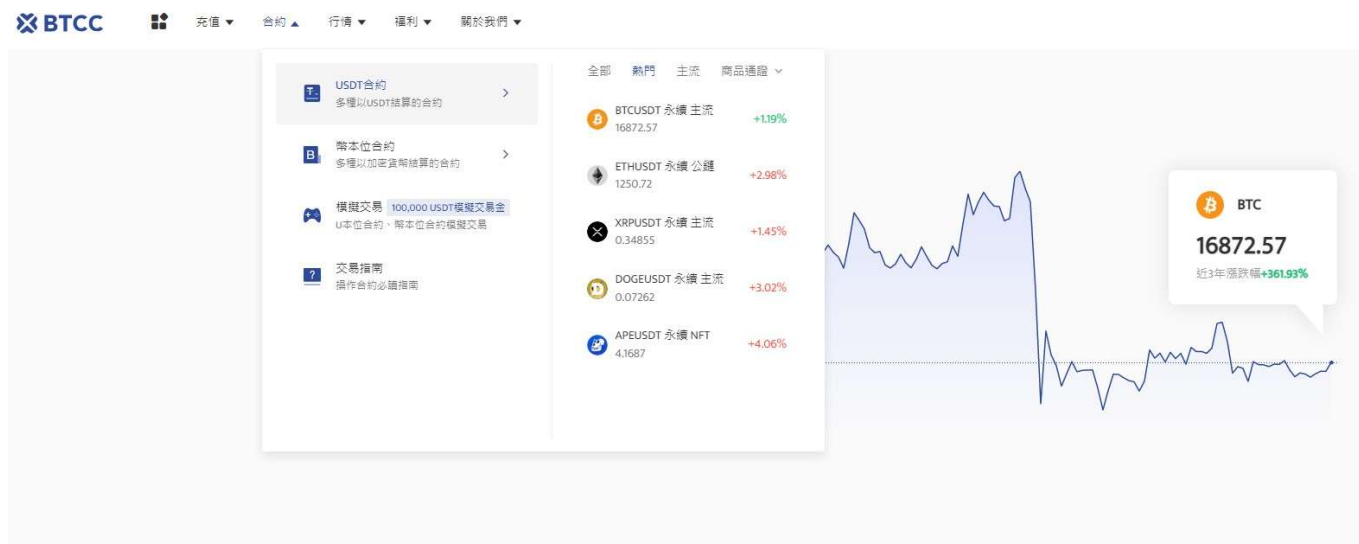 BTCC
充值 ▼
合約 ▲
行情 ▼
福利 ▼
關於我們 ▼
USDT合約
多種以USDT結算的合約
幣本位合約
多種以加密貨幣結算的合約
模擬交易 100,000 USDT模擬交易金
U本位合約、幣本位合約模擬交易
交易指南
操作合約必讀指南
全部 熱門 主流 商品通證
BTCUSDT 永續 主流
16872.57
+1.19%
ETHUSDT 永續 公鏈
1250.72
+2.98%
XRPUSDT 永續 主流
0.34855
+1.45%
DOGEUSDT 永續 主流
0.07262
+3.02%
APEUSDT 永續 NFT
4.1687
+4.06%
BTC
16872.57
近3年漲跌幅+361.93%